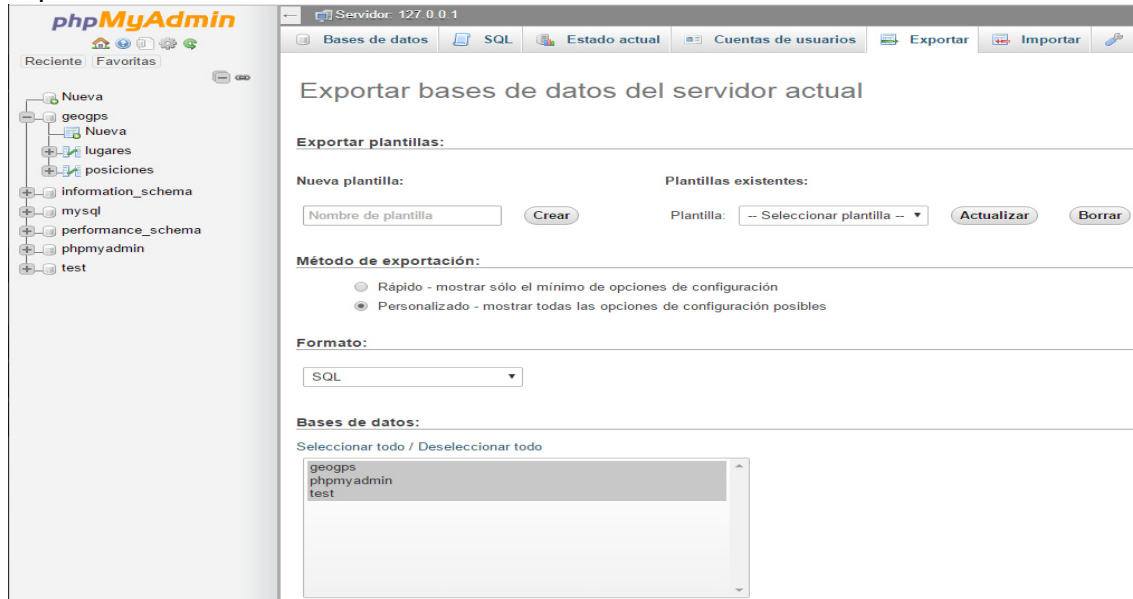 phpMyAdmin
Reciente Favoritas
Nueva
geogps
Nueva
lugares
posiciones
information_schema
mysql
performance_schema
phpmyadmin
test
Servidor: 127.0.0.1
Bases de datos SQL Estado actual Cuentas de usuarios Exportar Importar
Exportar bases de datos del servidor actual
Exportar plantillas:
Nueva plantilla: Plantillas existentes:
Nombre de plantilla Crear Plantilla: -- Seleccionar plantilla -- Actualizar Borrar
Método de exportación:
Rápido - mostrar sólo el mínimo de opciones de configuración
Personalizado - mostrar todas las opciones de configuración posibles
Formato:
SQL
Bases de datos:
Seleccionar todo / Deseleccionar todo
geogps
phpmyadmin
test